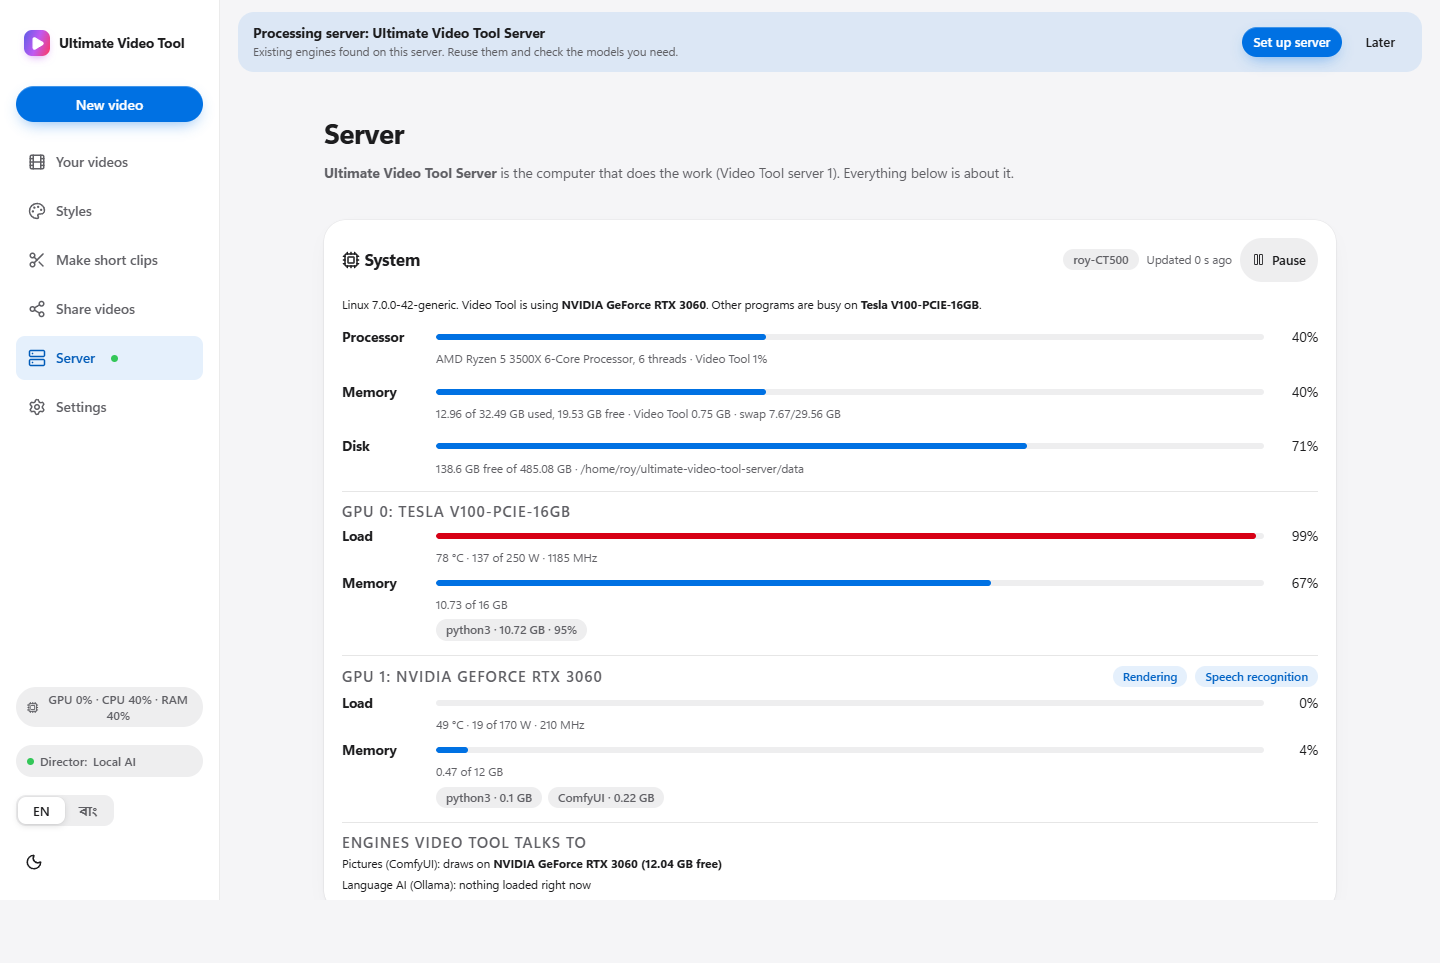 Ultimate Video Tool
New video
Your videos
Styles
Make short clips
Share videos
Server
Settings
GPU 0% · CPU 40% · RAM
40%
Director: Local AI
EN বাং
Processing server: Ultimate Video Tool Server
Existing engines found on this server. Reuse them and check the models you need.
Set up server Later
Server
Ultimate Video Tool Server is the computer that does the work (Video Tool server 1). Everything below is about it.
System
roy-CT500 Updated 0 s ago Pause
Linux 7.0.0-42-generic. Video Tool is using NVIDIA GeForce RTX 3060. Other programs are busy on Tesla V100-PCIE-16GB.
Processor 40%
AMD Ryzen 5 3500X 6-Core Processor, 6 threads · Video Tool 1%
Memory 40%
12.96 of 32.49 GB used, 19.53 GB free · Video Tool 0.75 GB · swap 7.67/29.56 GB
Disk 71%
138.6 GB free of 485.08 GB · /home/roy/ultimate-video-tool-server/data
GPU 0: TESLA V100-PCIE-16GB
Load 99%
78 °C · 137 of 250 W · 1185 MHz
Memory 67%
10.73 of 16 GB
python3 · 10.72 GB · 95%
GPU 1: NVIDIA GEFORCE RTX 3060 Rendering Speech recognition
Load 0%
49 °C · 19 of 170 W · 210 MHz
Memory 4%
0.47 of 12 GB
python3 · 0.1 GB ComfyUI · 0.22 GB
ENGINES VIDEO TOOL TALKS TO
Pictures (ComfyUI): draws on NVIDIA GeForce RTX 3060 (12.04 GB free)
Language AI (Ollama): nothing loaded right now